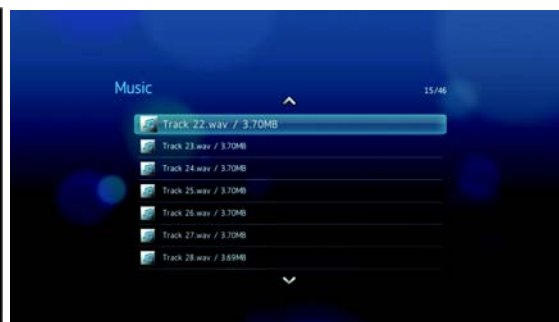 Music
15/46
Track 22.wav / 3.70MB
Track 23.wav / 3.70MB
Track 24.wav / 3.70MB
Track 25.wav / 3.70MB
Track 26.wav / 3.70MB
Track 27.wav / 3.70MB
Track 28.wav / 3.69MB